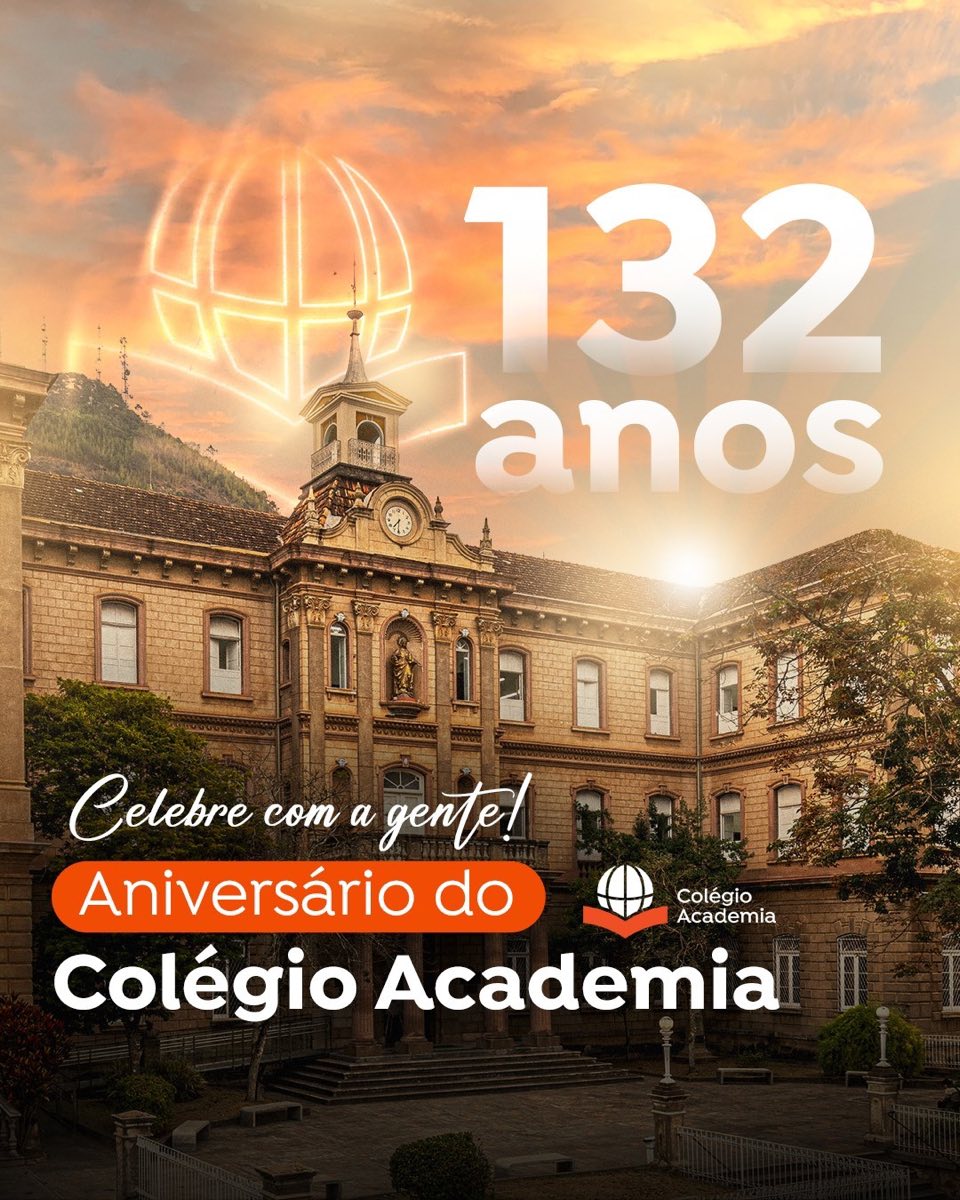 132
anos
Celebre com a gente!
Aniversário do
Colégio Academia
Colégio
Academia